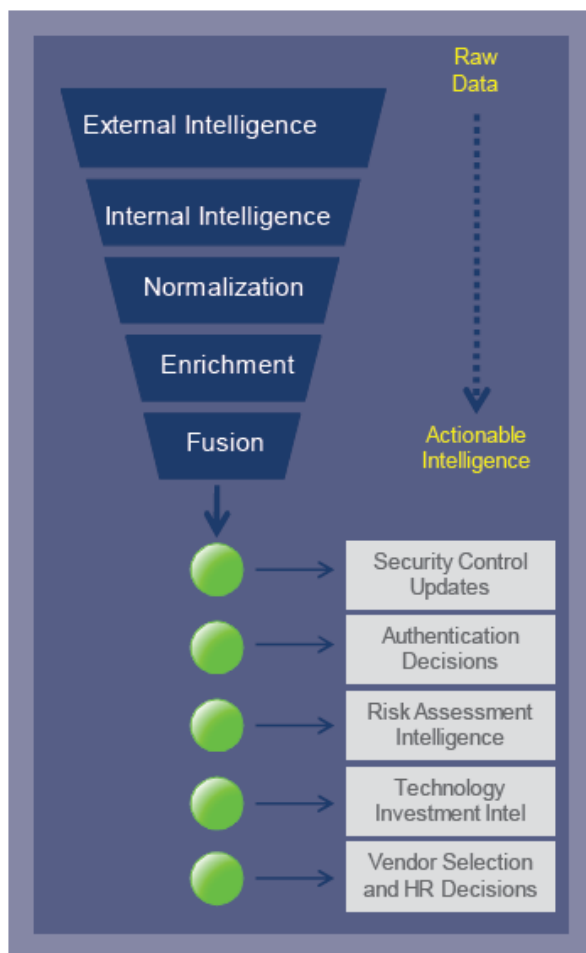 Raw
Data
External Intelligence
Internal Intelligence
Normalization
Enrichment
Fusion
Actionable
Intelligence
Security Control
Updates
Authentication
Decisions
Risk Assessment
Intelligence
Technology
Investment Intel
Vendor Selection
and HR Decisions